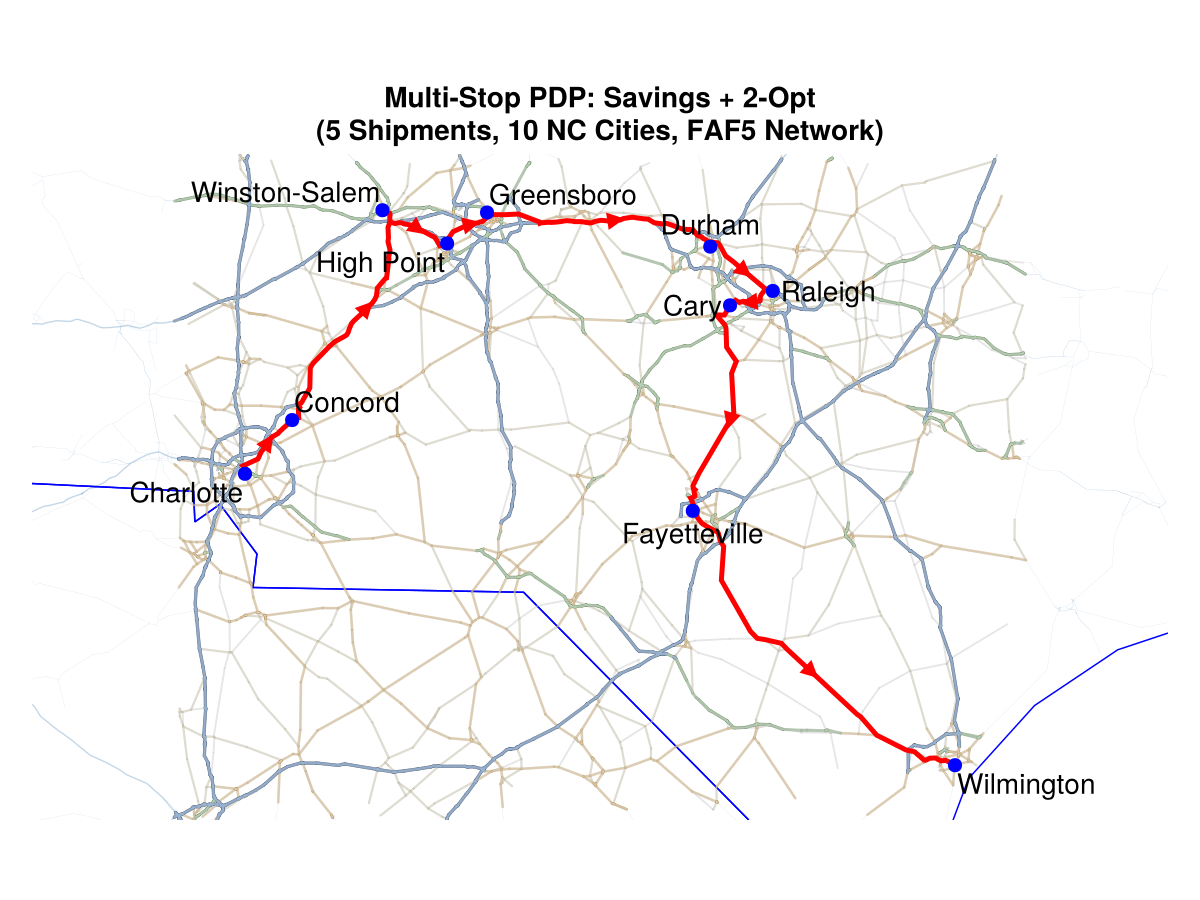 Multi-Stop PDP: Savings + 2-Opt
(5 Shipments, 10 NC Cities, FAF5 Network)
Winston-Salem
Greensboro
Durham
High Point
Raleigh
Cary
Concord
Charlotte
Fayetteville
Wilmington